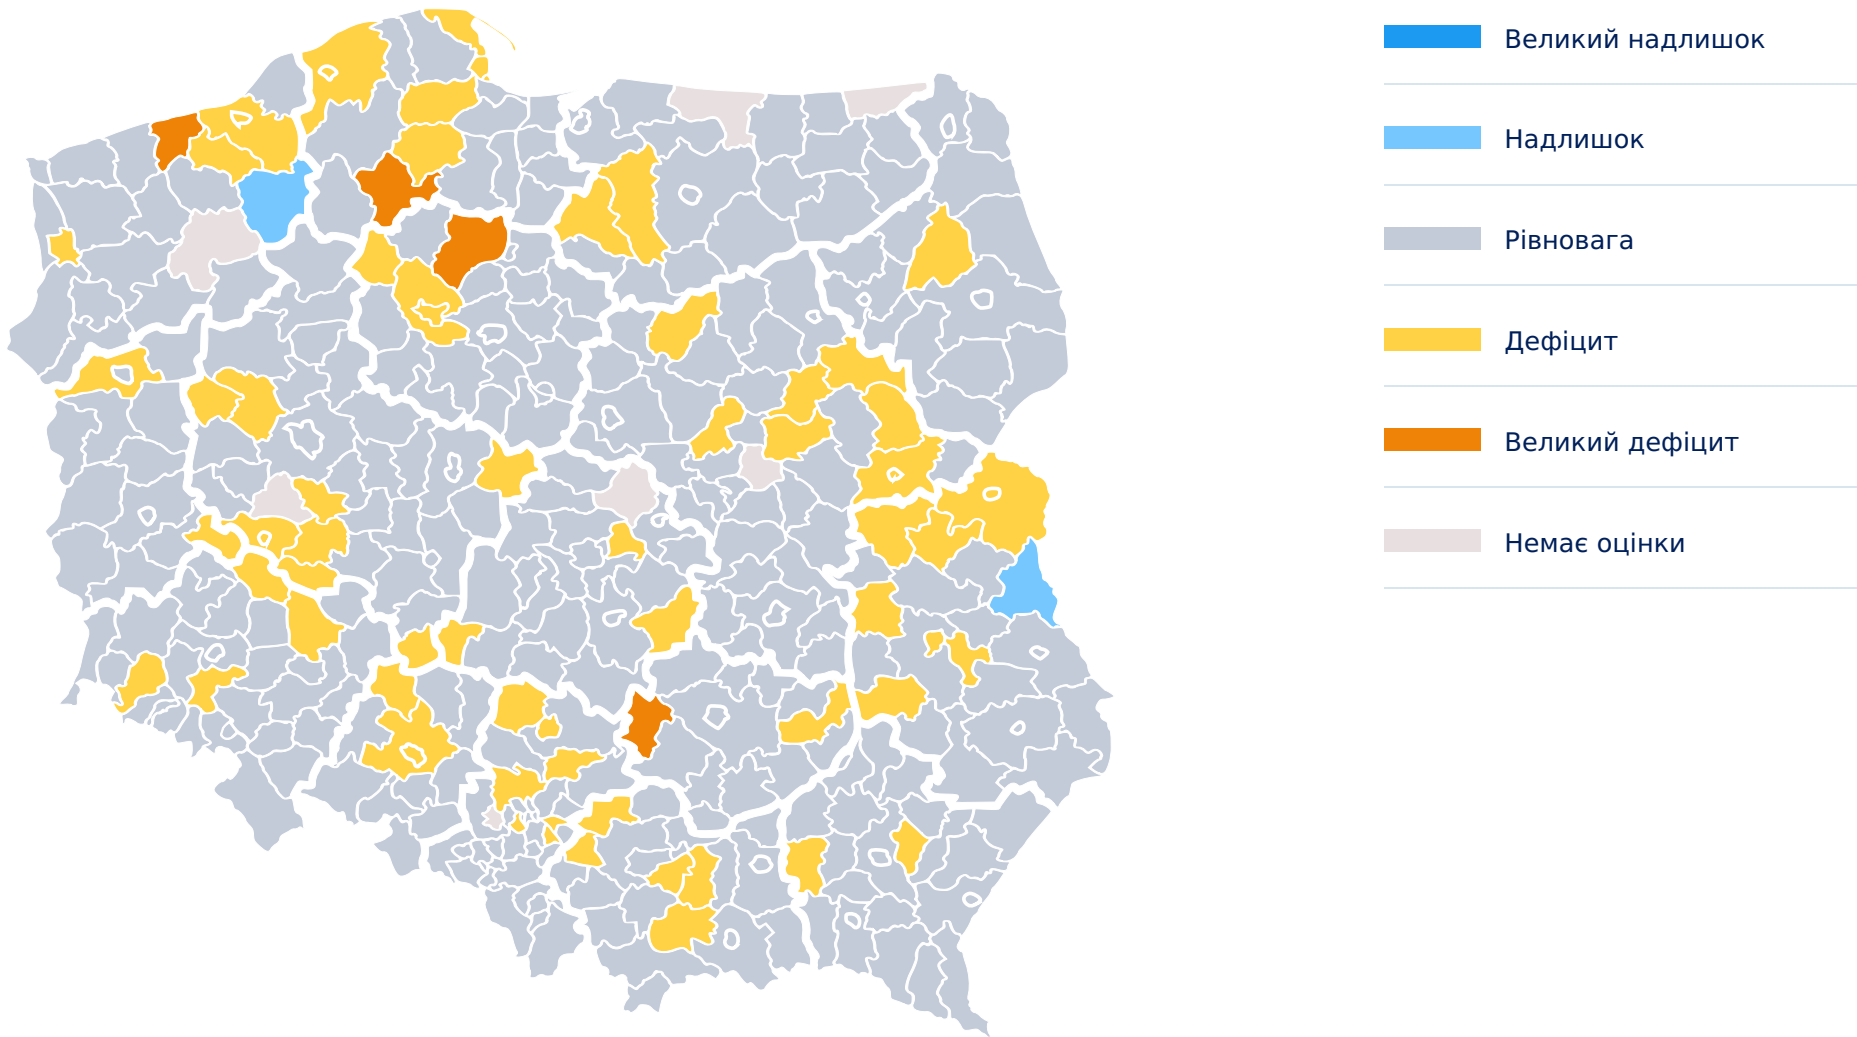 Великий надлишок
Надлишок
Рівновага
Дефіцит
Великий дефіцит
Немає оцінки